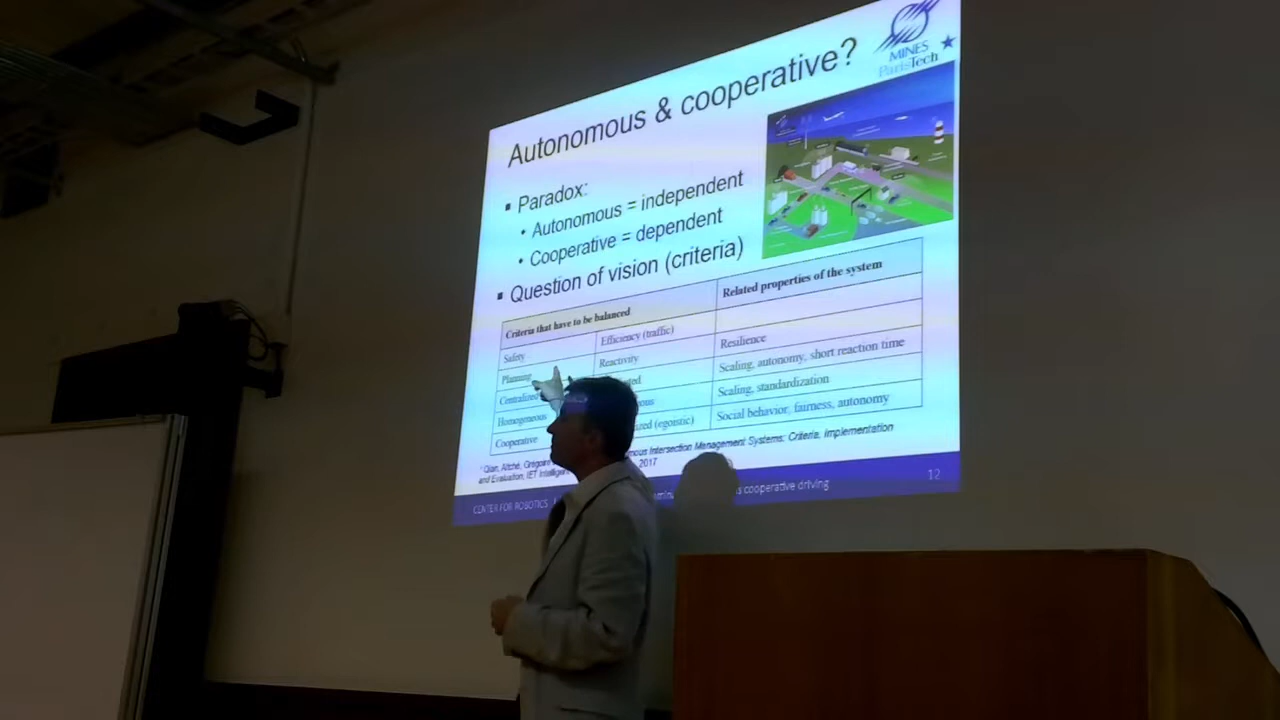 MINES
ParisTech
Autonomous & cooperative?
▪ Paradox:
• Autonomous = independent
• Cooperative = dependent
▪ Question of vision (criteria)
Criteria that have to be balanced
Related properties of the system
Safety
Efficiency (traffic)
Planning
Reactivity
Resilience
Centralized
Scaling, autonomy, short reaction time
Homogeneous
Scaling, standardization
Cooperative
(egoistic)
Social behavior, fairness, autonomy
Intersection Management Systems: Criteria, Implementation
and Evaluation, IET 2017
CENTER FOR ROBOTICS
cooperative driving
12